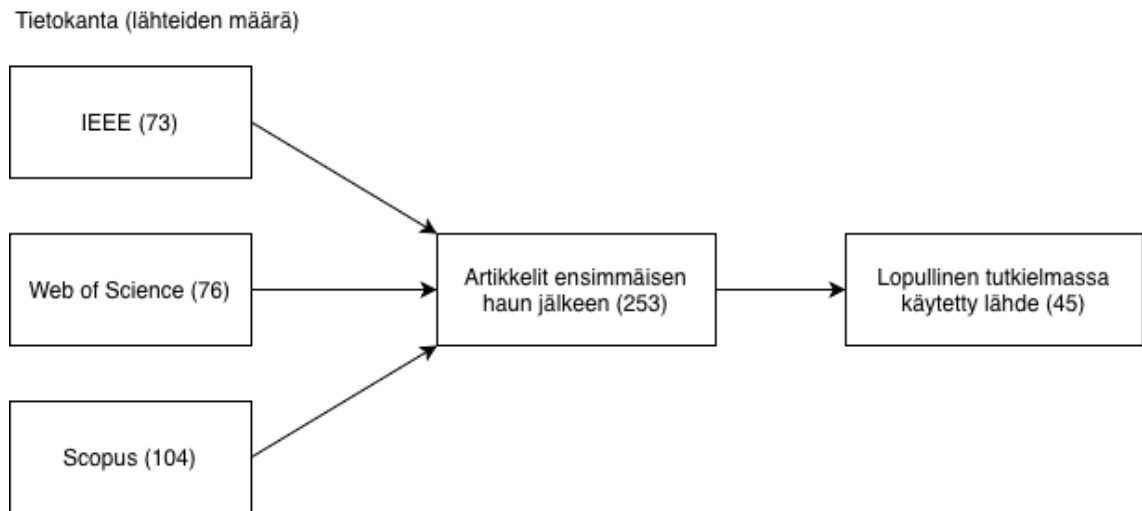 Tietokanta (lähteiden määrä)
IEEE (73)
Web of Science (76)
Scopus (104)
Artikkelit ensimmäisen
haun jälkeen (253)
Lopullinen tutkielmassa
käytetty lähde (45)